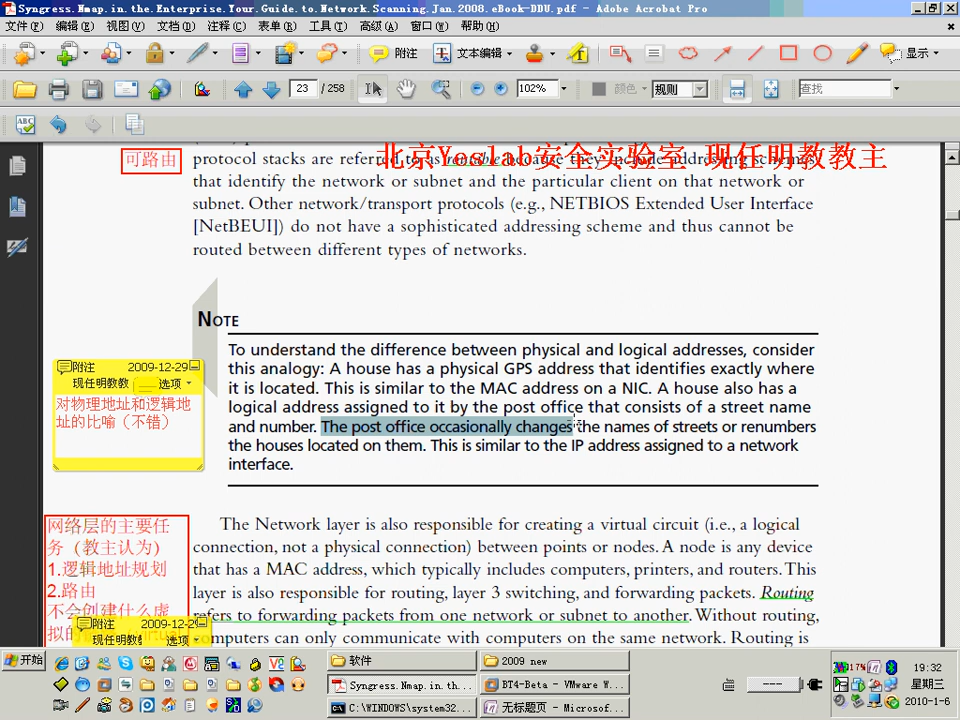 Syngress.Nmap.in.the.Enterprise.Your.Guide.to.Network.Scanning.Jan.2008.eBook-DDU.pdf - Adobe Acrobat Pro
文件(F) 编辑(E) 视图(V) 文档(D) 注释(C) 表单(R) 工具(T) 高级(A) 窗口(W) 帮助(H)
附注 文本编辑 显示
23 / 258 102% 颜色 规则 查找
可路由
北京Yeslab安全实验室 现任明教教主
protocol stacks are referred to as routable because they include addressing schemes
that identify the network or subnet and the particular client on that network or
subnet. Other network/transport protocols (e.g., NETBIOS Extended User Interface
[NetBEUI]) do not have a sophisticated addressing scheme and thus cannot be
routed between different types of networks.
NOTE
To understand the difference between physical and logical addresses, consider
this analogy: A house has a physical GPS address that identifies exactly where
it is located. This is similar to the MAC address on a NIC. A house also has a
logical address assigned to it by the post office that consists of a street name
and number. The post office occasionally changes the names of streets or renumbers
the houses located on them. This is similar to the IP address assigned to a network
interface.
附注 2009-12-29
现任明教教 选项
对物理地址和逻辑地
址的比喻（不错）
网络层的主要任
务（教主认为）
1.逻辑地址规划
2.路由
不会创建什么虚
拟的
附注 2009-12-29
现任明教 选项
The Network layer is also responsible for creating a virtual circuit (i.e., a logical
connection, not a physical connection) between points or nodes. A node is any device
that has a MAC address, which typically includes computers, printers, and routers. This
layer is also responsible for routing, layer 3 switching, and forwarding packets. Routing
refers to forwarding packets from one network or subnet to another. Without routing,
computers can only communicate with computers on the same network. Routing is
开始
软件
2009 new
Syngress.Nmap.in.th...
BT4-Beta - VMware W...
C:\WINDOWS\system32...
无标题页 - Microsof...
17%
19:32
星期三
2010-1-6